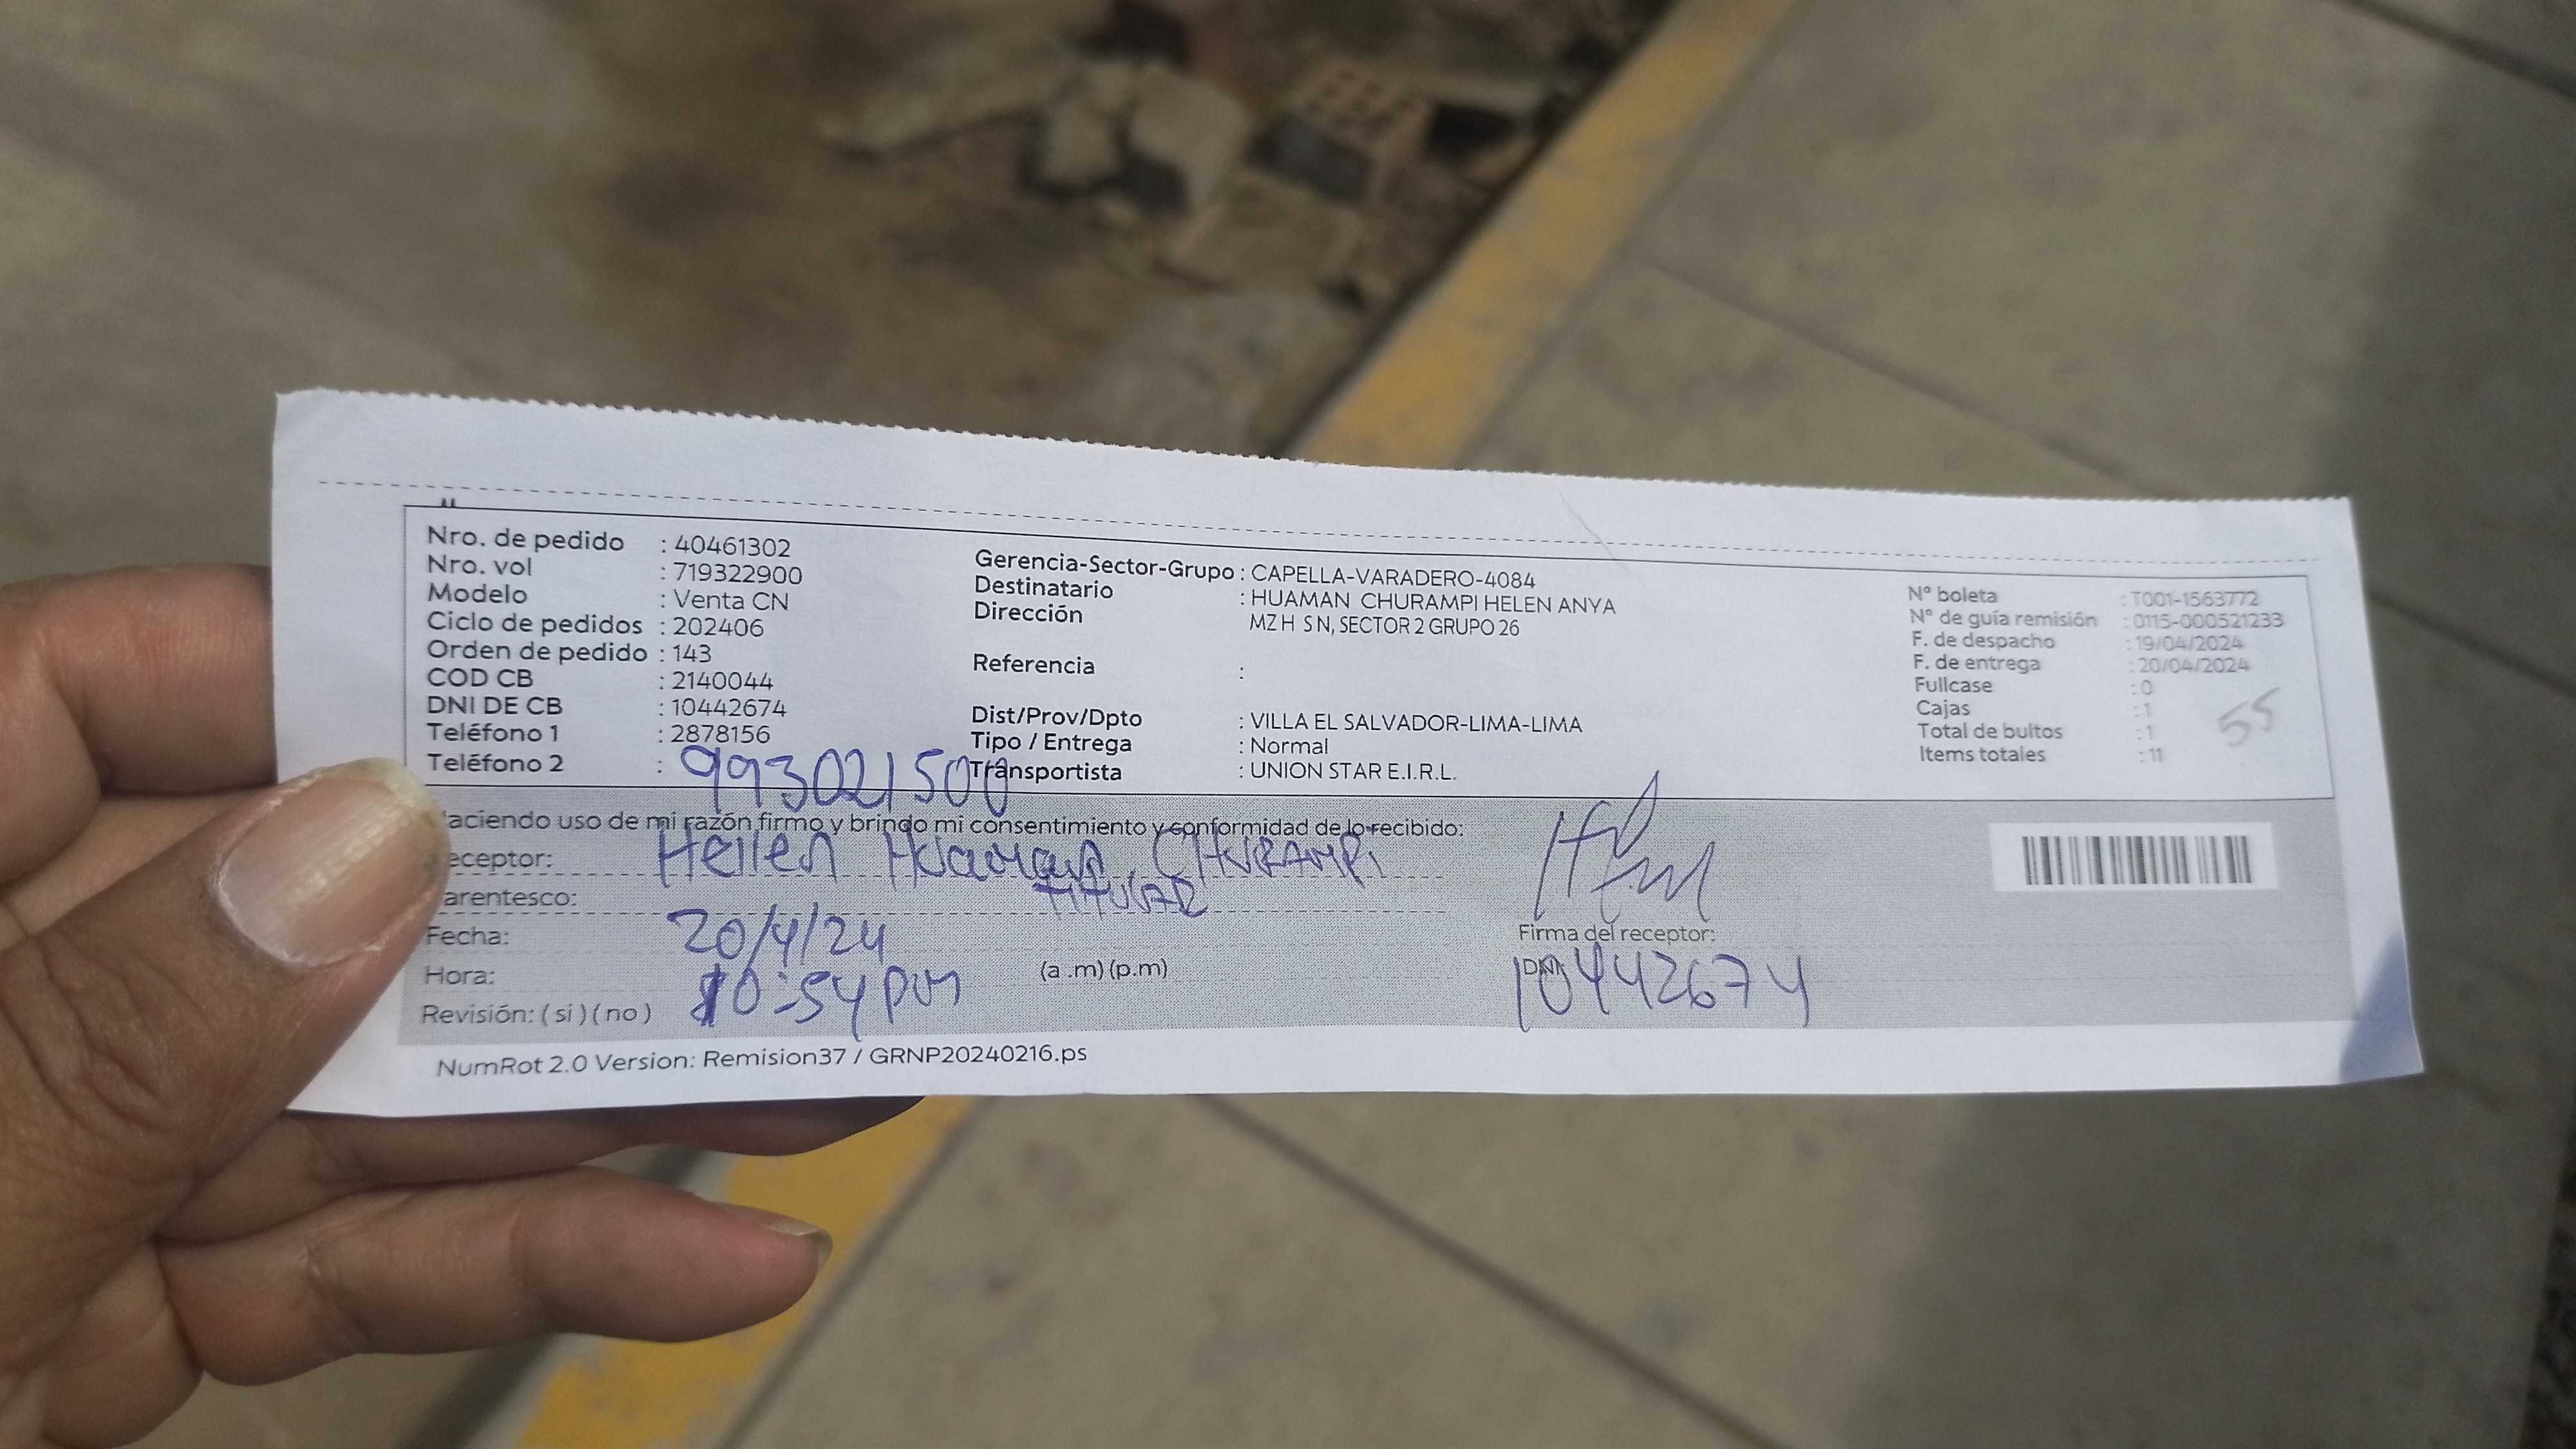 Nro. de pedido : 40461302
Nro. vol : 719322900
Modelo : Venta CN
Ciclo de pedidos : 202406
Orden de pedido : 143
COD CB : 2140044
DNI DE CB : 10442674
Teléfono 1 : 2878156
Teléfono 2 : 993021500
Gerencia-Sector-Grupo : CAPELLA-VARADERO-4084
Destinatario : HUAMAN CHURAMPI HELEN ANYA
Dirección MZ H S N, SECTOR 2 GRUPO 26
Referencia :
Dist/Prov/Dpto : VILLA EL SALVADOR-LIMA-LIMA
Tipo / Entrega : Normal
Transportista : UNION STAR E.I.R.L.
N° boleta : T001-1563772
N° de guía remisión : 0115-000521233
F. de despacho : 19/04/2024
F. de entrega : 20/04/2024
Fullcase : 0
Cajas : 1
Total de bultos : 1
Items totales : 11
55
aciendo uso de mi razón firmo y brindo mi consentimiento y conformidad de lo recibido:
eceptor: Hellen Huaman CHURAMPi
arentesco: TITULAR
Fecha: 20/4/24
Hora: 10:54 pm (a .m) (p.m)
Revisión: ( si ) ( no )
Firma del receptor:
DNI 10442674
NumRot 2.0 Version: Remision37 / GRNP20240216.ps